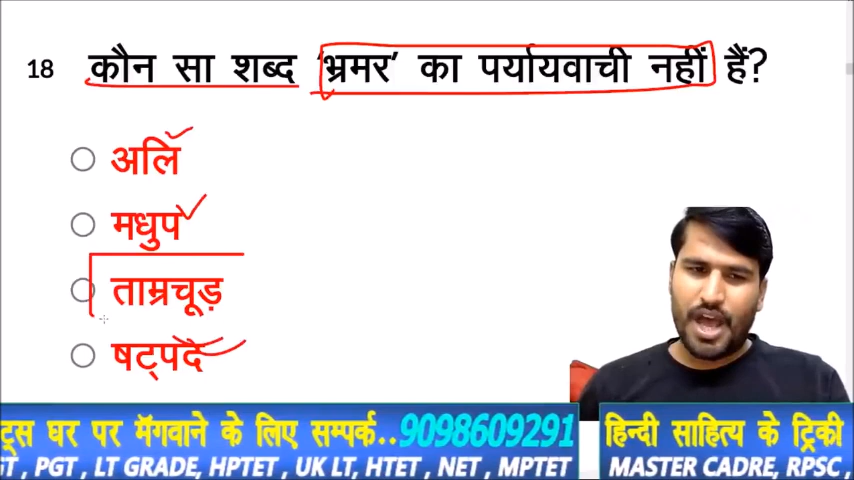 18 कौन सा शब्द 'भ्रमर' का पर्यायवाची नहीं हैं?
अलि
मधुप
ताम्रचूड़
षट्पद
ट्स घर पर मॅगवाने के लिए सम्पर्क..9098609291
हिन्दी साहित्य के ट्रिकी
GT, PGT, LT GRADE, HPTET, UK LT, HTET, NET, MPTET
MASTER CADRE, RPSC,